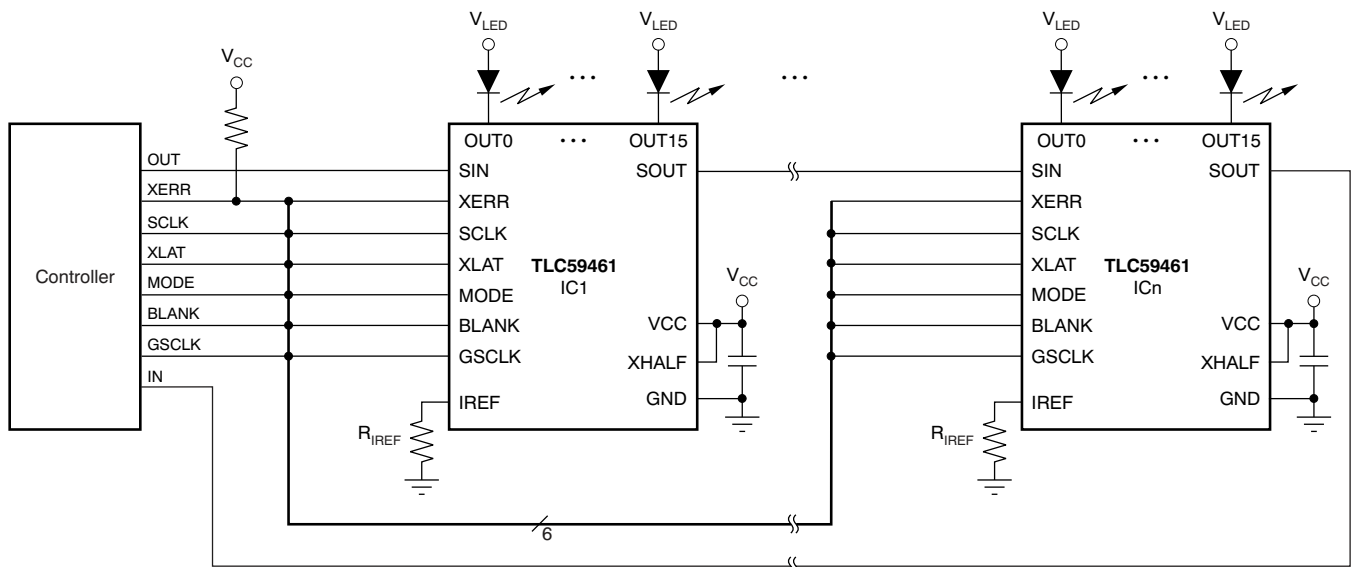 VLED
VLED
VLED
VLED
VCC
...
...
...
Controller
OUT
XERR
SCLK
XLAT
MODE
BLANK
GSCLK
IN
OUT0 ... OUT15
SIN
SOUT
XERR
SCLK
XLAT
MODE
BLANK
GSCLK
IREF
TLC59461
IC1
VCC
XHALF
GND
VCC
RIREF
6
OUT0 ... OUT15
SIN
SOUT
XERR
SCLK
XLAT
MODE
BLANK
GSCLK
IREF
TLC59461
ICn
VCC
XHALF
GND
VCC
RIREF